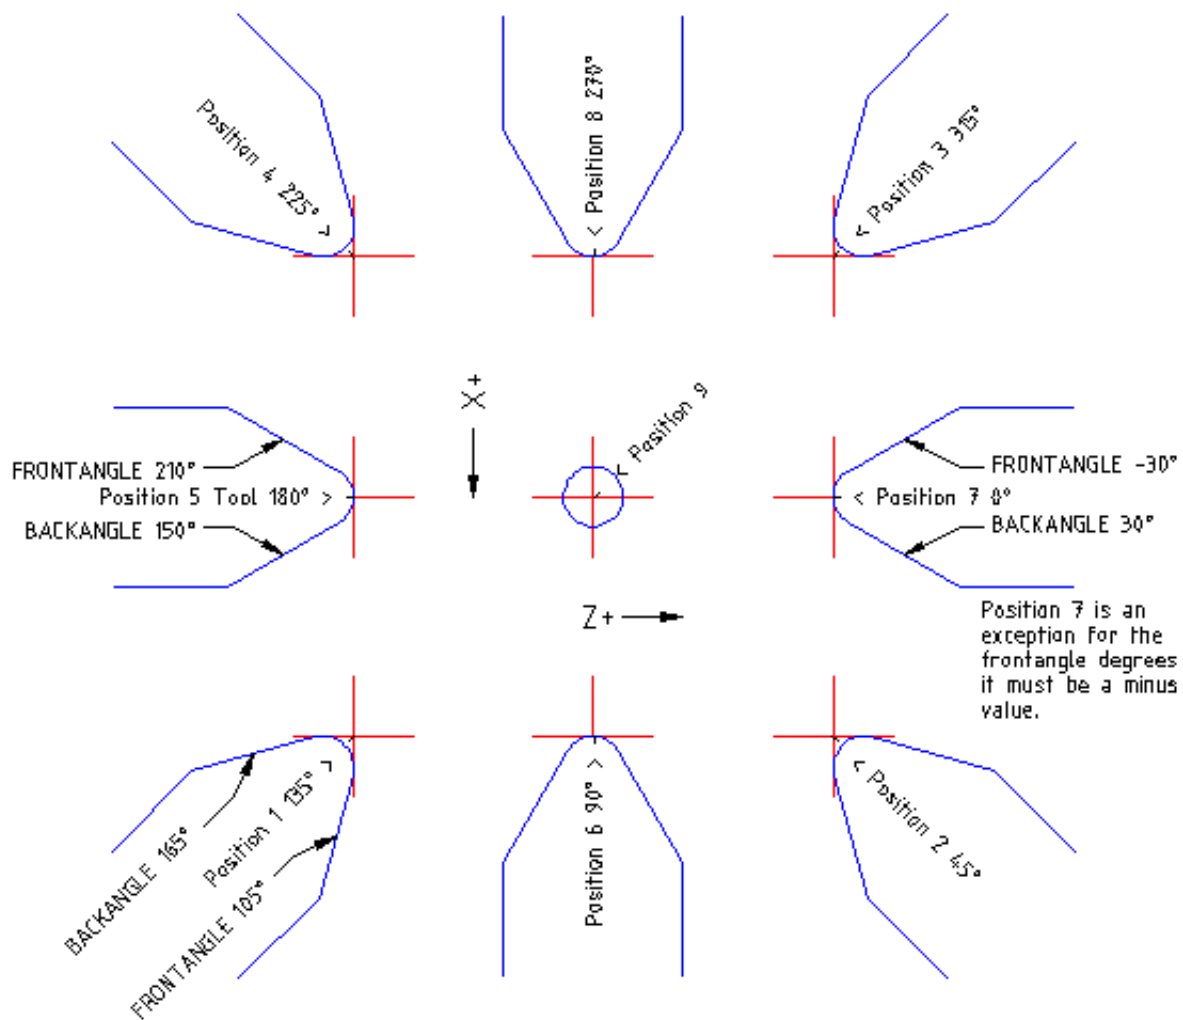 Position 4 225°
Position 8 270°
Position 3 315°
X+
Position 9
FRONTANGLE 210°
Position 5 Tool 180°
BACKANGLE 150°
FRONTANGLE -30°
Position 7 0°
BACKANGLE 30°
Z+
Position 7 is an
exception for the
frontangle degrees
it must be a minus
value.
BACKANGLE 165°
Position 1 135°
FRONTANGLE 105°
Position 6 90°
Position 2 45°